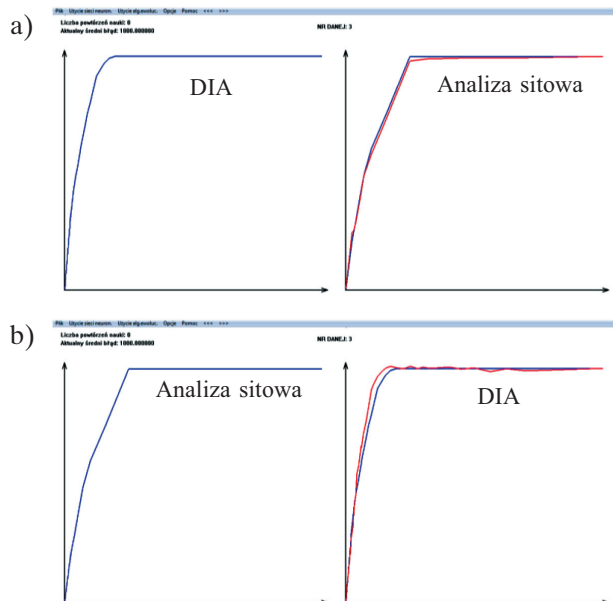 a)
Plik Użycie sieci neuron. Użycie alg.ewoluc. Opcje Pomoc <<< >>>
Liczba powtórzeń nauki: 0
Aktualny średni błąd: 1000.000000
NR DANEJ: 3
DIA
Analiza sitowa
b)
Plik Użycie sieci neuron. Użycie alg.ewoluc. Opcje Pomoc <<< >>>
Liczba powtórzeń nauki: 0
Aktualny średni błąd: 1000.000000
NR DANEJ: 3
Analiza sitowa
DIA